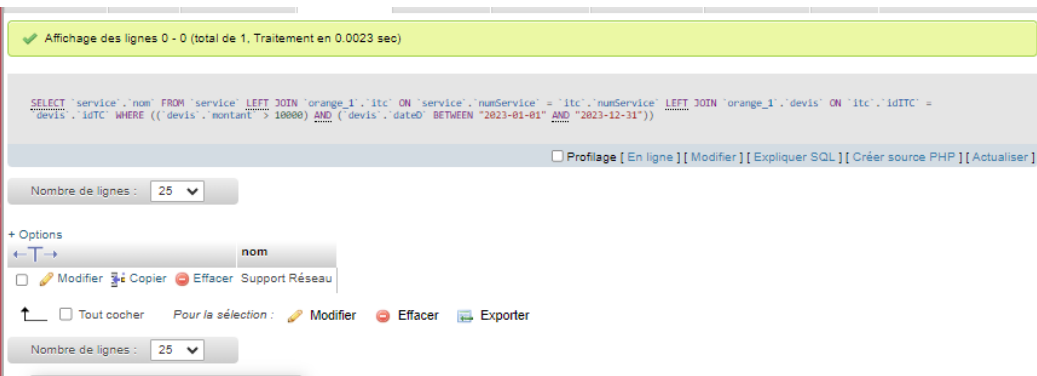 Affichage des lignes 0 - 0 (total de 1, Traitement en 0.0023 sec)
SELECT `service`.`nom` FROM `service` LEFT JOIN `orange_1`.`itc` ON `service`.`numService` = `itc`.`numService` LEFT JOIN `orange_1`.`devis` ON `itc`.`idITC` =
`devis`.`idTC` WHERE ((`devis`.`montant` > 10000) AND (`devis`.`dateD` BETWEEN "2023-01-01" AND "2023-12-31"))
Profilage [ En ligne ] [ Modifier ] [ Expliquer SQL ] [ Créer source PHP ] [ Actualiser ]
Nombre de lignes : 25
+ Options
←T→ nom
Modifier Copier Effacer Support Réseau
Tout cocher Pour la sélection : Modifier Effacer Exporter
Nombre de lignes : 25